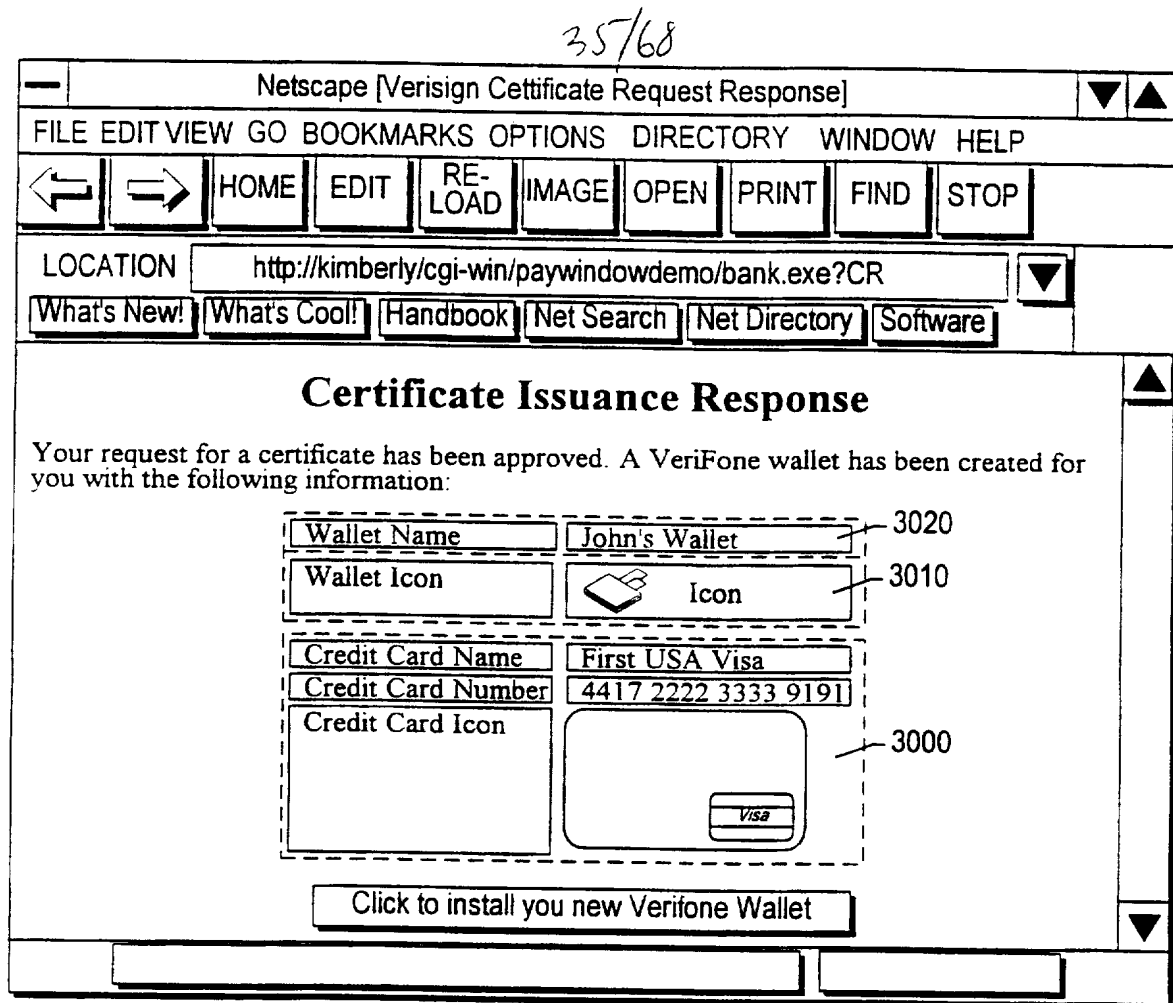 35/68
Netscape [Verisign Cettificate Request Response]
FILE EDIT VIEW GO BOOKMARKS OPTIONS DIRECTORY WINDOW HELP
HOME EDIT RE-LOAD IMAGE OPEN PRINT FIND STOP
LOCATION http://kimberly/cgi-win/paywindowdemo/bank.exe?CR
What's New! What's Cool! Handbook Net Search Net Directory Software
Certificate Issuance Response
Your request for a certificate has been approved. A VeriFone wallet has been created for
you with the following information:
Wallet Name John's Wallet 3020
Wallet Icon Icon 3010
Credit Card Name First USA Visa
Credit Card Number 4417 2222 3333 9191
Credit Card Icon 3000
Visa
Click to install you new Verifone Wallet